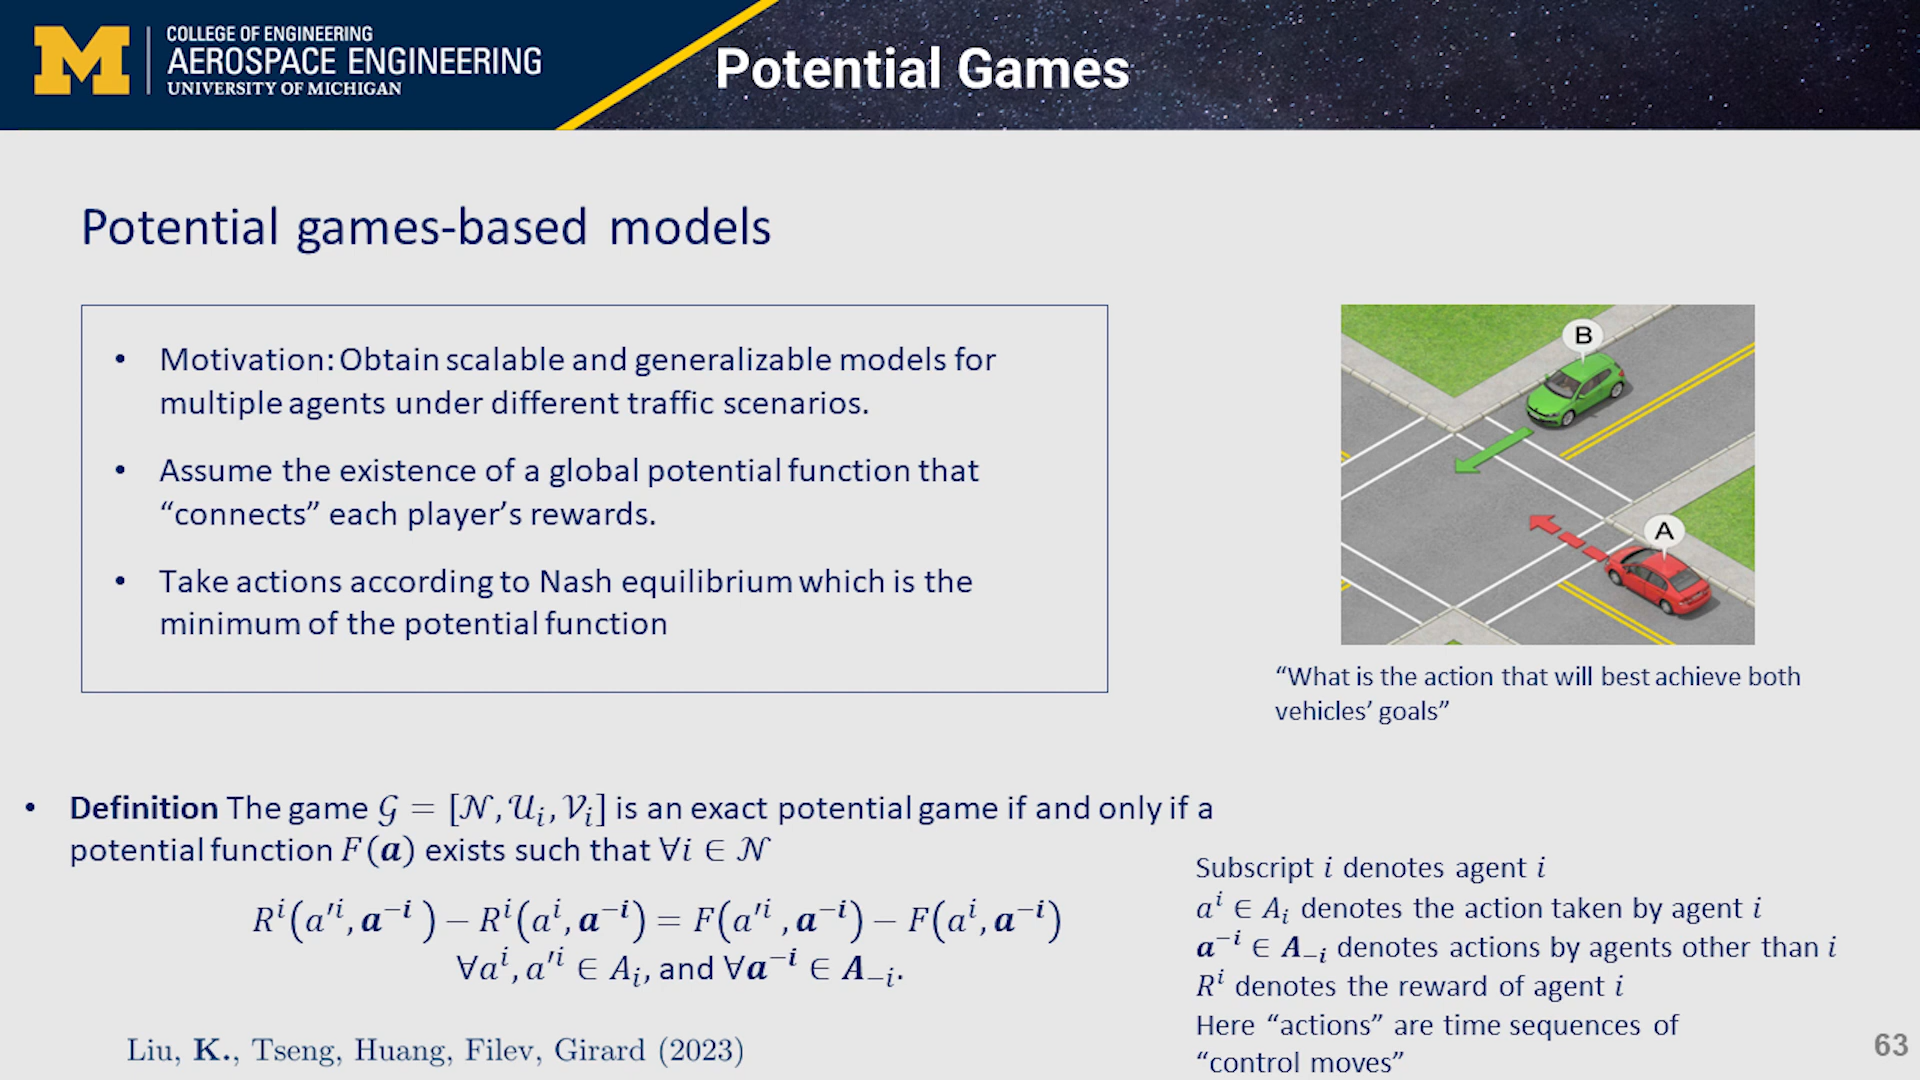 COLLEGE OF ENGINEERING
AEROSPACE ENGINEERING
UNIVERSITY OF MICHIGAN
Potential Games
Potential games-based models
• Motivation: Obtain scalable and generalizable models for
multiple agents under different traffic scenarios.
• Assume the existence of a global potential function that
“connects” each player’s rewards.
• Take actions according to Nash equilibrium which is the
minimum of the potential function
B
A
“What is the action that will best achieve both
vehicles’ goals”
• Definition The game 𝒢 = [𝒩, 𝒰ᵢ, 𝒱ᵢ] is an exact potential game if and only if a
potential function F(a) exists such that ∀i ∈ 𝒩
Rⁱ(a′ⁱ, a⁻ⁱ) − Rⁱ(aⁱ, a⁻ⁱ) = F(a′ⁱ, a⁻ⁱ) − F(aⁱ, a⁻ⁱ)
∀aⁱ, a′ⁱ ∈ Aᵢ, and ∀a⁻ⁱ ∈ A₋ᵢ.
Subscript i denotes agent i
aⁱ ∈ Aᵢ denotes the action taken by agent i
a⁻ⁱ ∈ A₋ᵢ denotes actions by agents other than i
Rⁱ denotes the reward of agent i
Here “actions” are time sequences of
“control moves”
Liu, K., Tseng, Huang, Filev, Girard (2023)
63